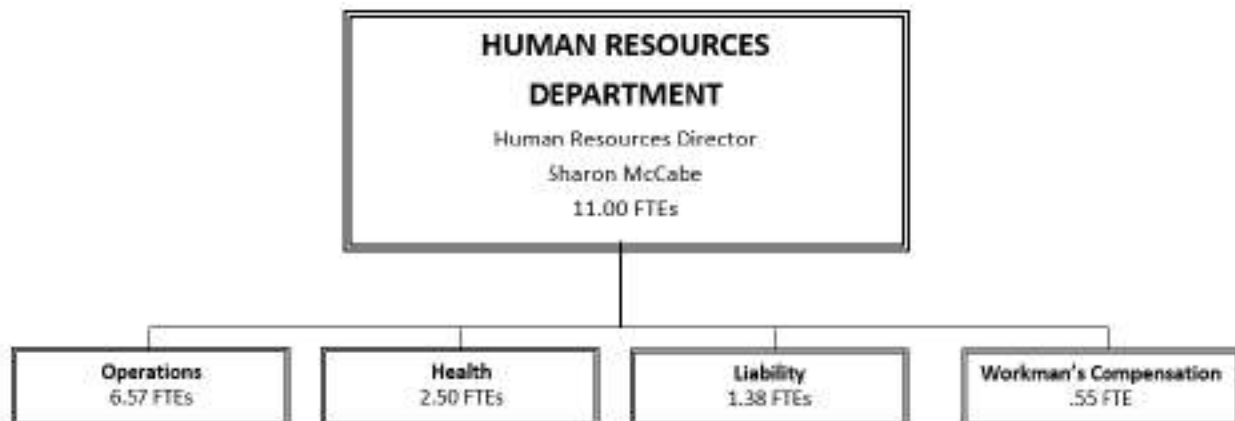 HUMAN RESOURCES
DEPARTMENT
Human Resources Director
Sharon McCabe
11.00 FTEs
Operations
6.57 FTEs
Health
2.50 FTEs
Liability
1.38 FTEs
Workman's Compensation
.55 FTE